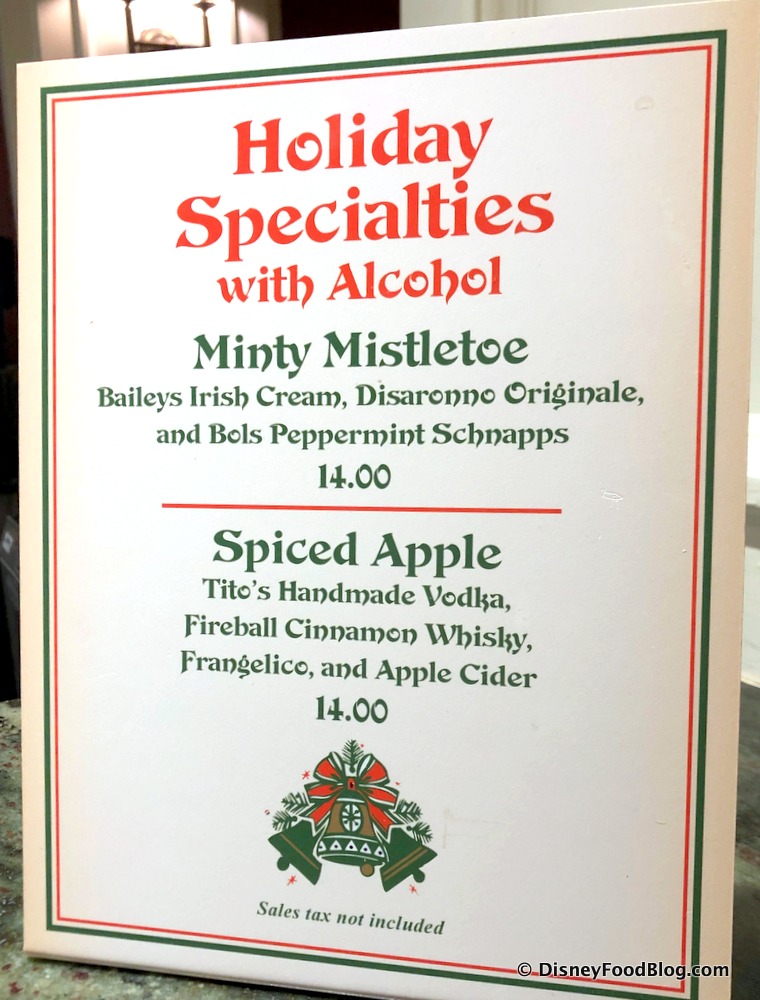 Holiday
Specialties
with Alcohol
Minty Mistletoe
Baileys Irish Cream, Disaronno Originale,
and Bols Peppermint Schnapps
14.00
Spiced Apple
Tito's Handmade Vodka,
Fireball Cinnamon Whisky,
Frangelico, and Apple Cider
14.00
Sales tax not included
© DisneyFoodBlog.com